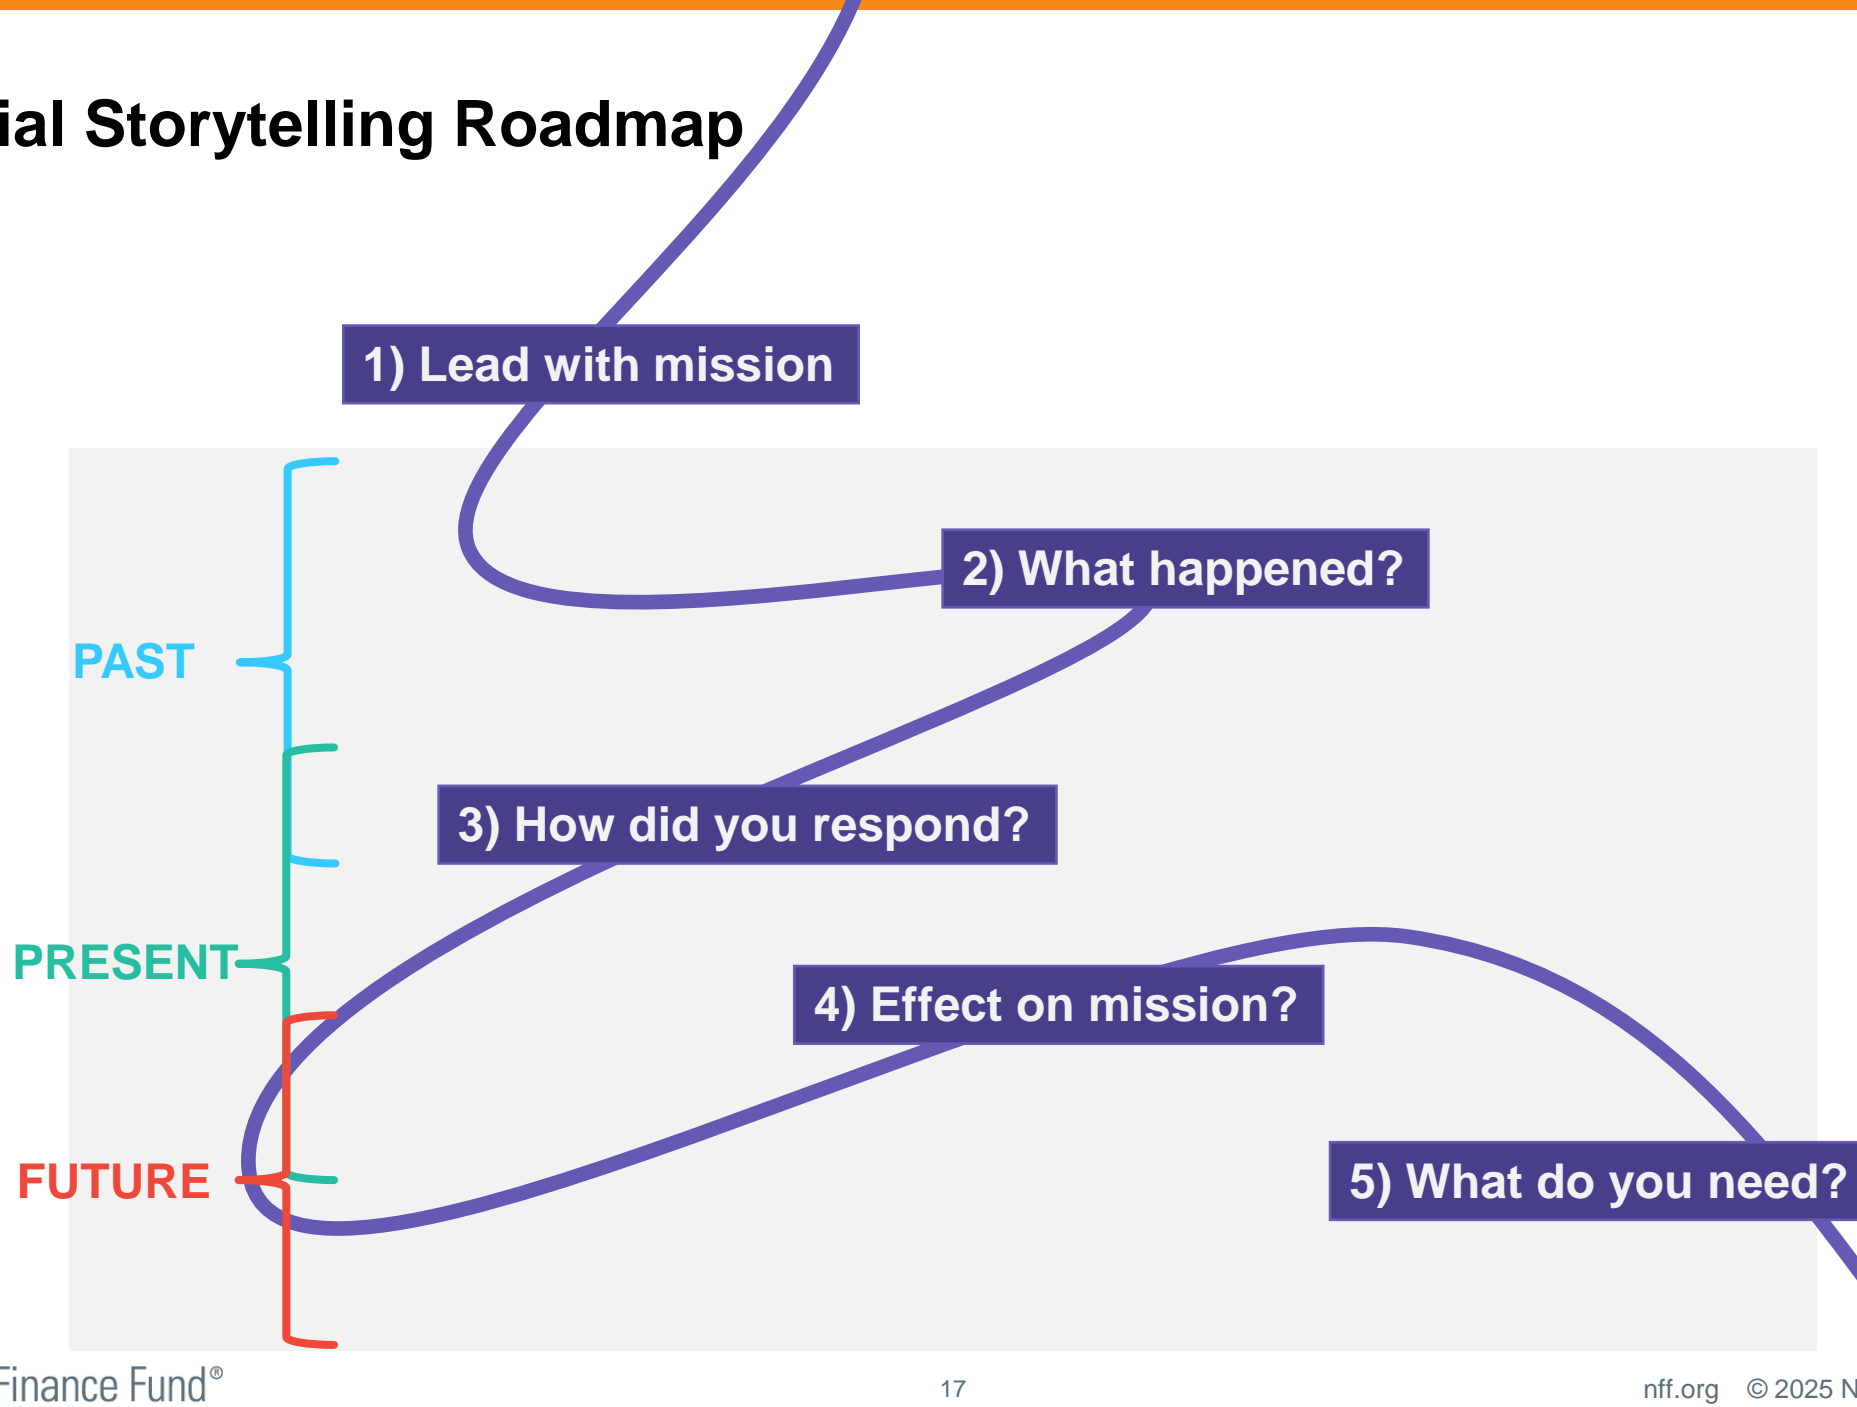 ial Storytelling Roadmap
1) Lead with mission
2) What happened?
PAST
3) How did you respond?
PRESENT
4) Effect on mission?
FUTURE
5) What do you need?
Finance Fund®
17
nff.org © 2025 N